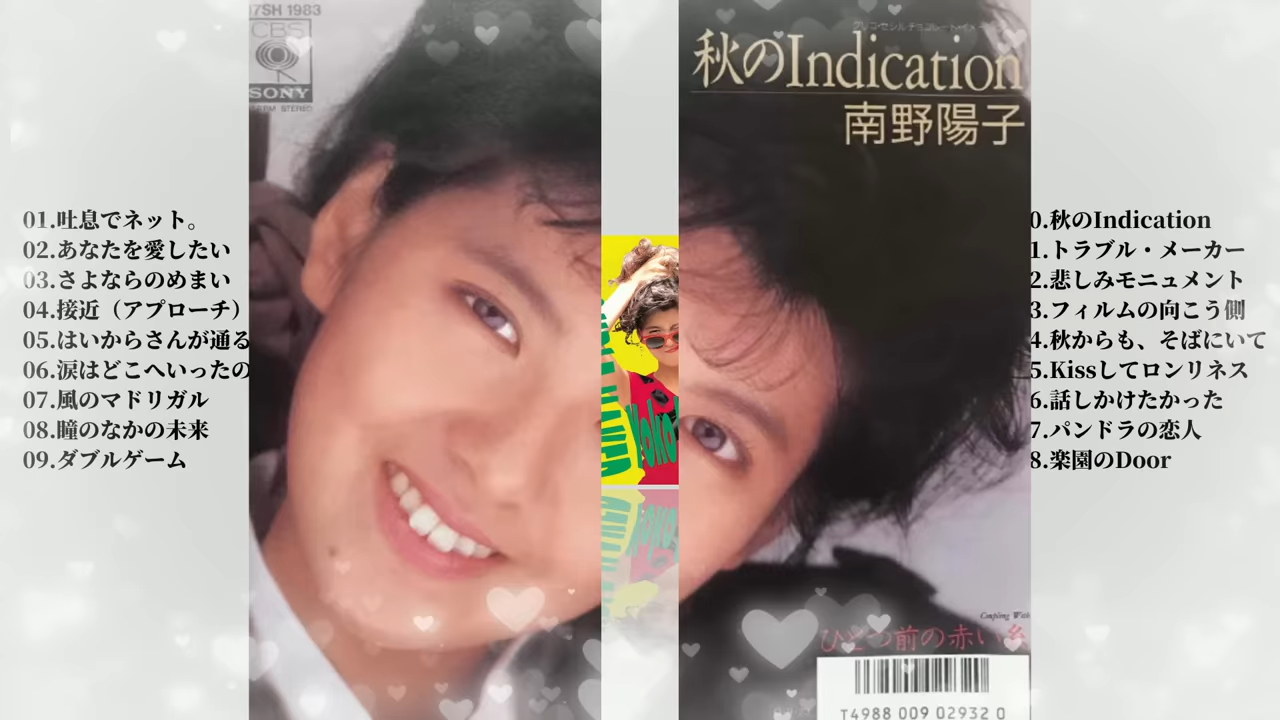 01.吐息でネット。
02.あなたを愛したい
03.さよならのめまい
04.接近（アプローチ）
05.はいからさんが通る
06.涙はどこへいったの
07.風のマドリガル
08.瞳のなかの未来
09.ダブルゲーム
7SH 1983
CBS
SONY
STEREO
秋のIndication
南野陽子
Yoko
Coupling With
ひとつ前の赤い糸
T4988 009 02932 0
0.秋のIndication
1.トラブル・メーカー
2.悲しみモニュメント
3.フィルムの向こう側
4.秋からも、そばにいて
5.Kissしてロンリネス
6.話しかけたかった
7.パンドラの恋人
8.楽園のDoor